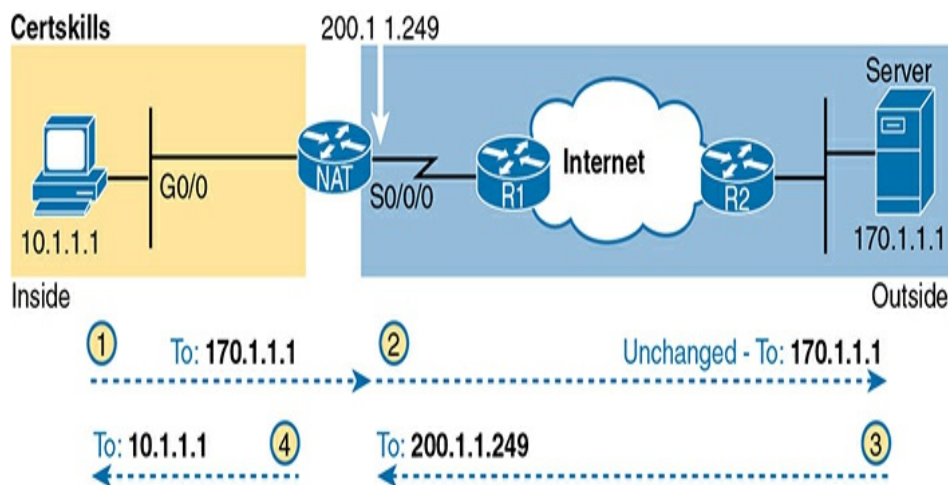 Certskills
200.1 1.249
Server
NAT
G0/0
S0/0/0
R1
Internet
R2
10.1.1.1
170.1.1.1
Inside
Outside
1
To: 170.1.1.1
2
Unchanged - To: 170.1.1.1
To: 10.1.1.1
4
To: 200.1.1.249
3